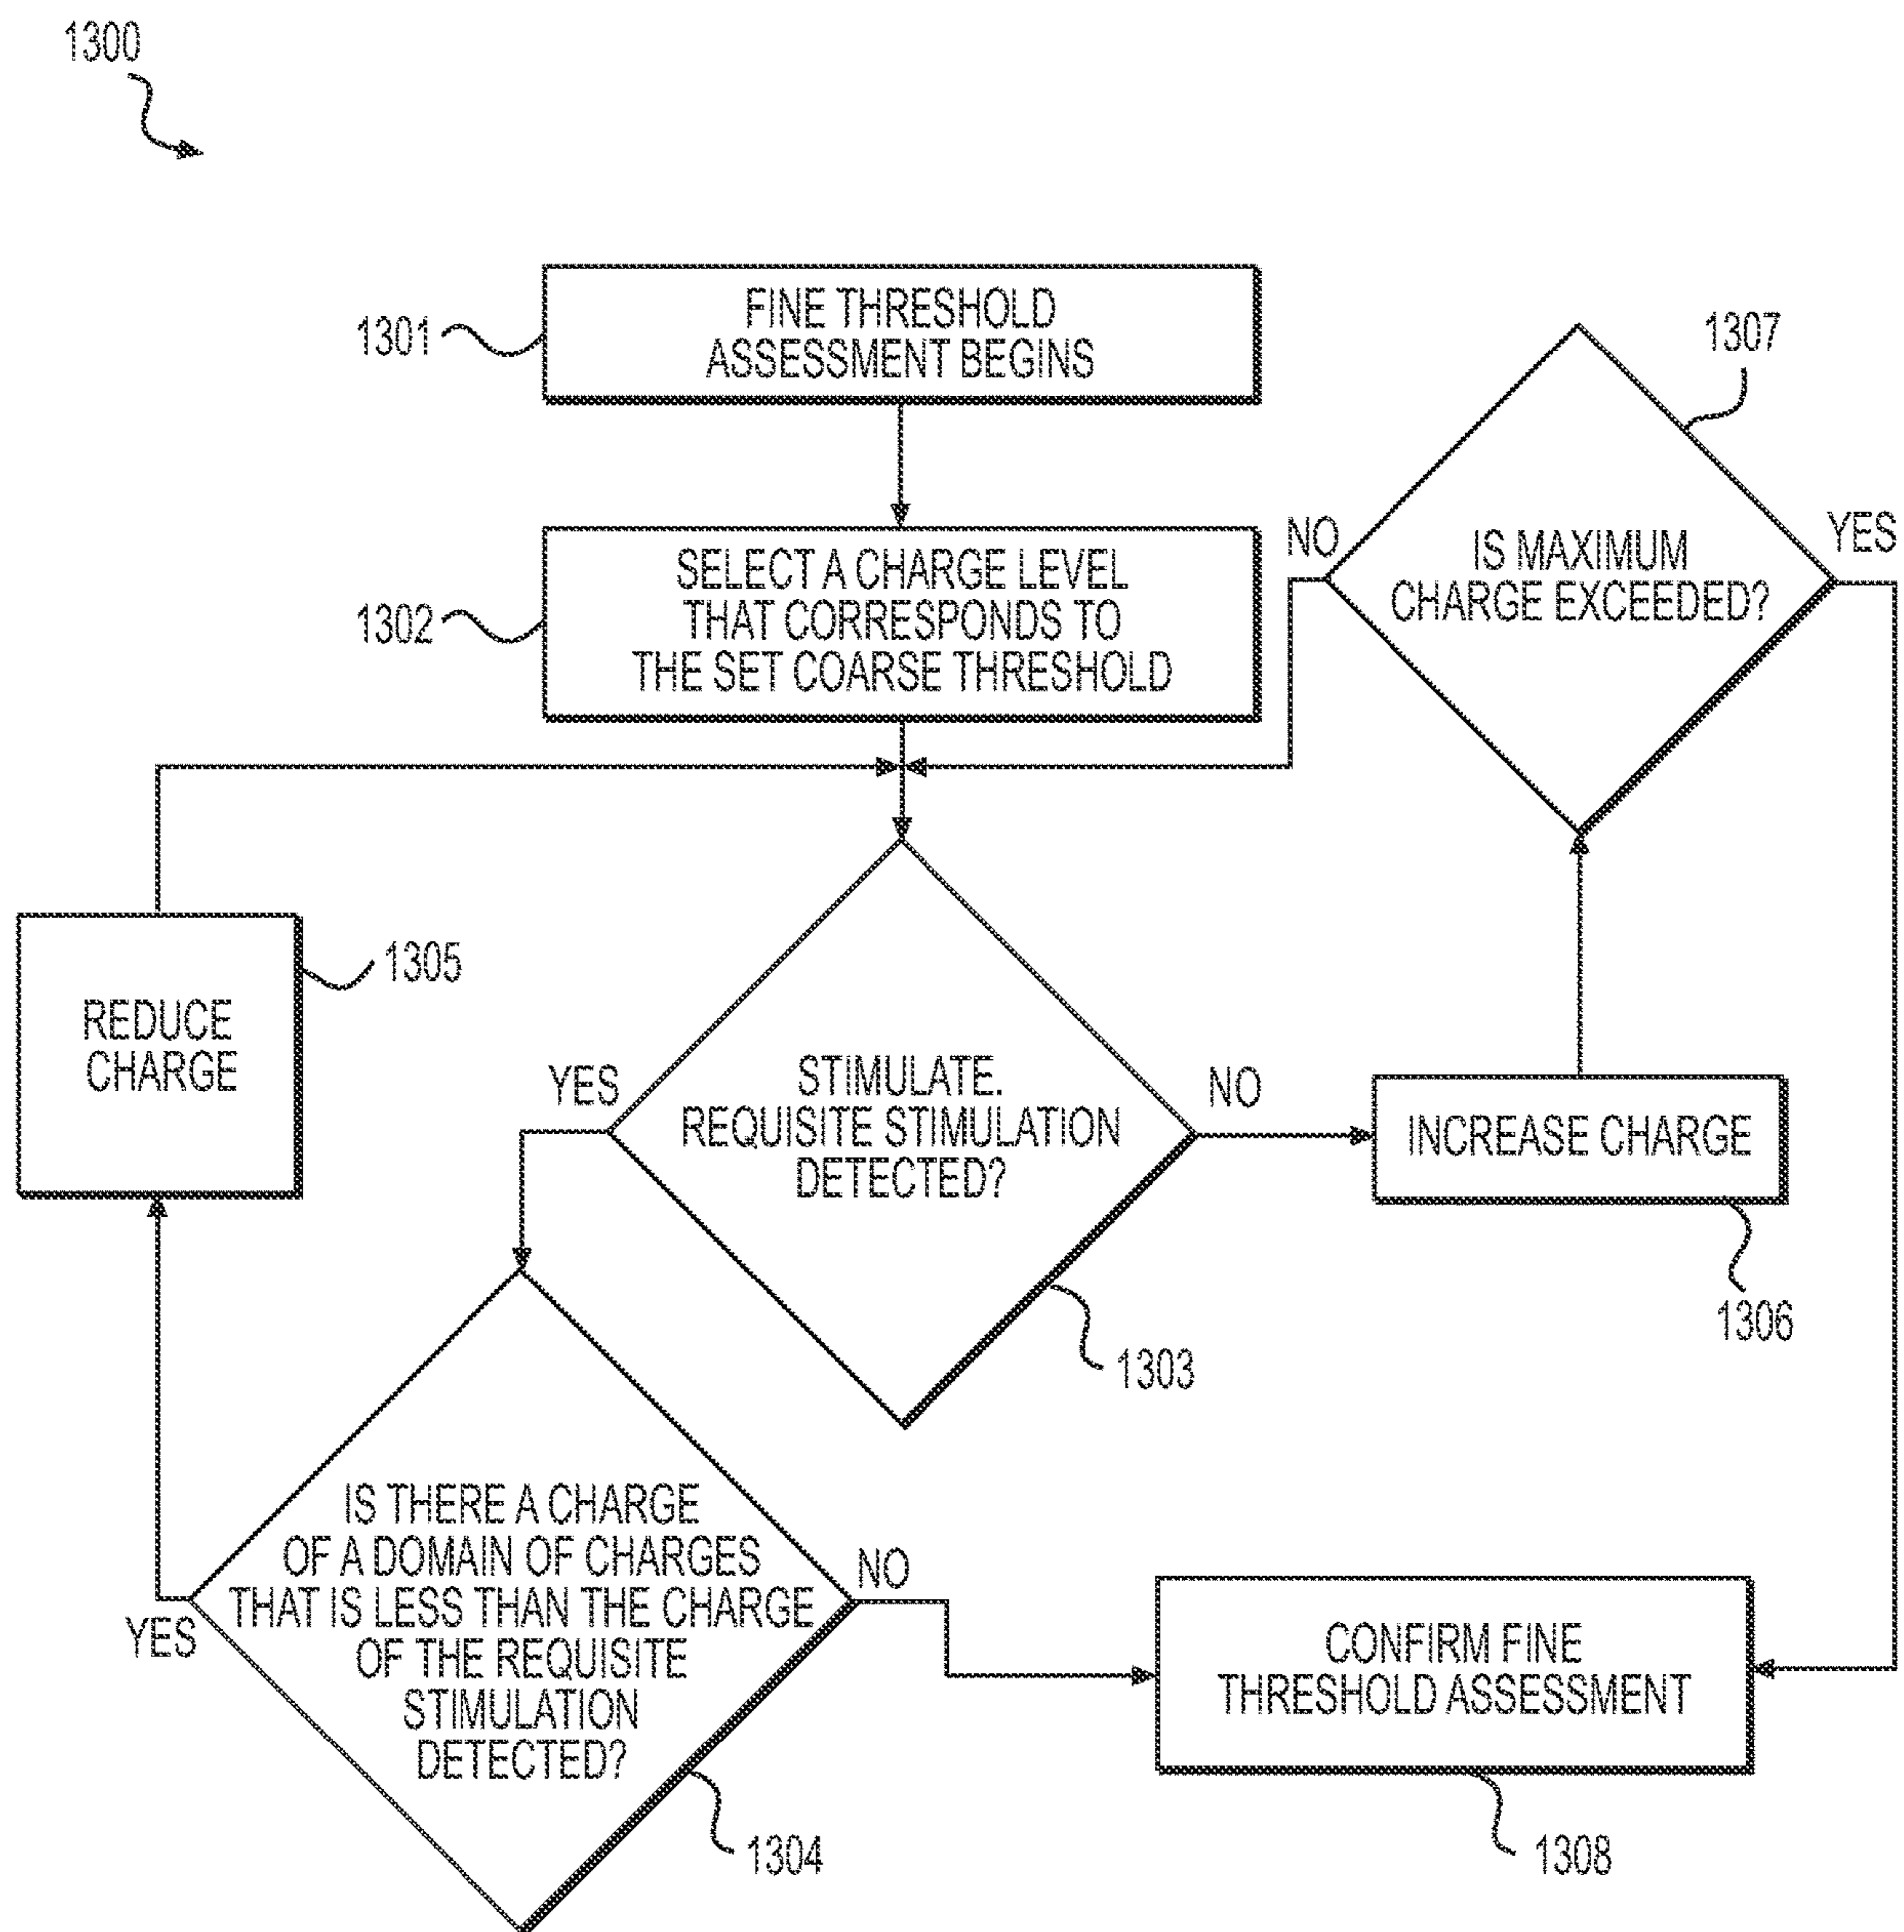 1300
FINE THRESHOLD
ASSESSMENT BEGINS
1301
1307
SELECT A CHARGE LEVEL
THAT CORRESPONDS TO
THE SET COARSE THRESHOLD
1302
NO
IS MAXIMUM
CHARGE EXCEEDED?
YES
REDUCE
CHARGE
1305
YES
STIMULATE.
REQUISITE STIMULATION
DETECTED?
NO
INCREASE CHARGE
1306
1303
IS THERE A CHARGE
OF A DOMAIN OF CHARGES
THAT IS LESS THAN THE CHARGE
OF THE REQUISITE
STIMULATION
DETECTED?
YES
NO
CONFIRM FINE
THRESHOLD ASSESSMENT
1304
1308